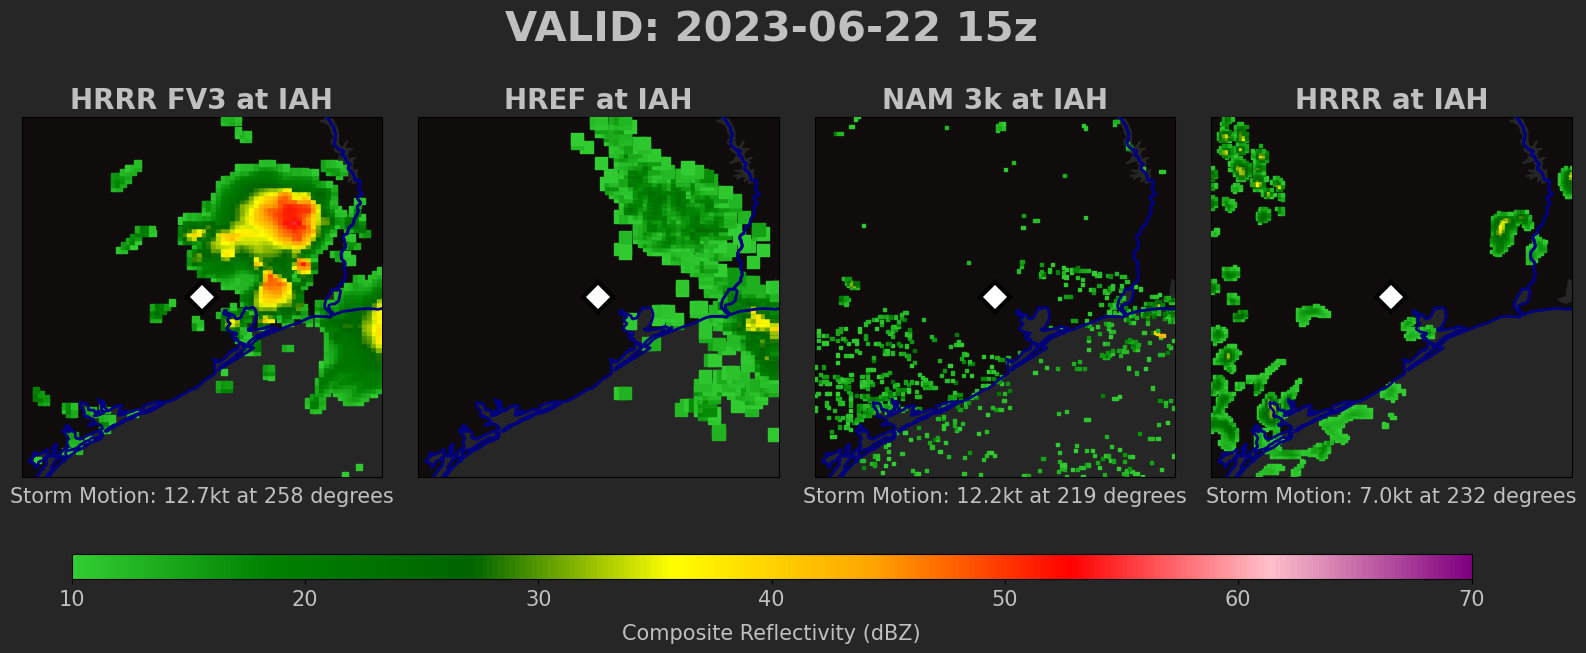 VALID: 2023-06-22 15z
HRRR FV3 at IAH
HREF at IAH
NAM 3k at IAH
HRRR at IAH
Storm Motion: 12.7kt at 258 degrees
Storm Motion: 12.2kt at 219 degrees
Storm Motion: 7.0kt at 232 degrees
10 20 30 40 50 60 70
Composite Reflectivity (dBZ)